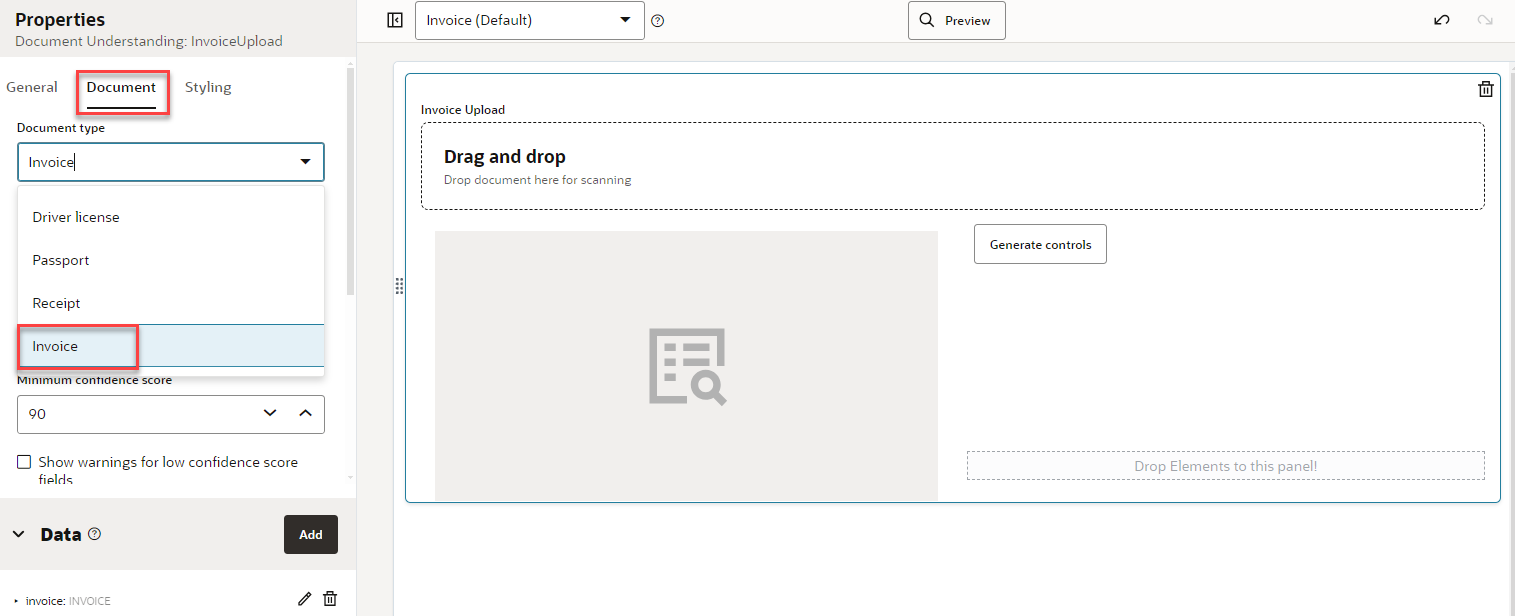 Properties
Document Understanding: InvoiceUpload
General
Document
Styling
Document type
Invoice
Driver license
Passport
Receipt
Invoice
Minimum confidence score
90
Show warnings for low confidence score
fields
Data
Add
invoice: INVOICE
Invoice (Default)
Preview
Invoice Upload
Drag and drop
Drop document here for scanning
Generate controls
Drop Elements to this panel!